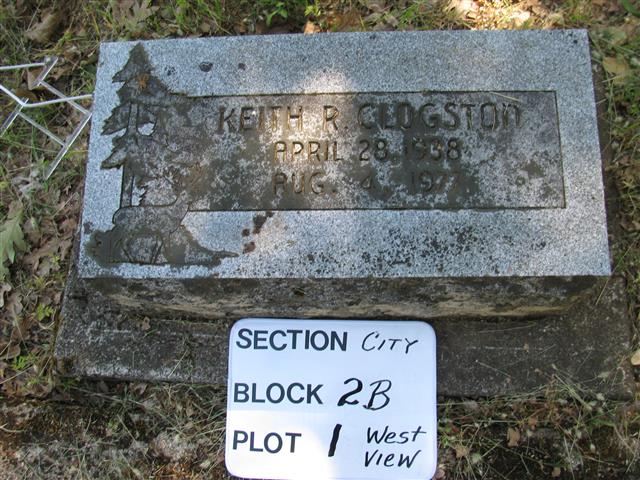 KEITH R. CLOGSTON
APRIL 28, 1938
AUG. 4, 1977
SECTION CITY
BLOCK 2B
PLOT 1 West
View